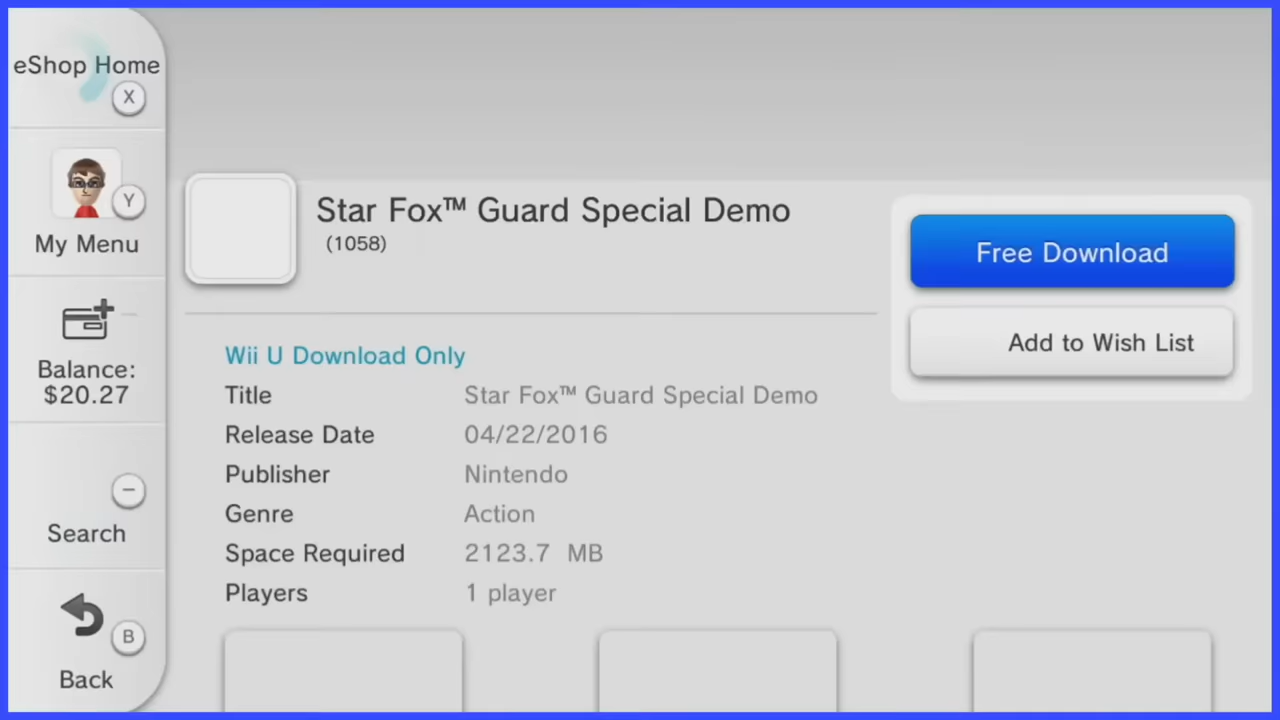 eShop Home
X
Y
My Menu
Balance:
$20.27
−
Search
B
Back
Star Fox™ Guard Special Demo
(1058)
Free Download
Add to Wish List
Wii U Download Only
Title Star Fox™ Guard Special Demo
Release Date 04/22/2016
Publisher Nintendo
Genre Action
Space Required 2123.7 MB
Players 1 player